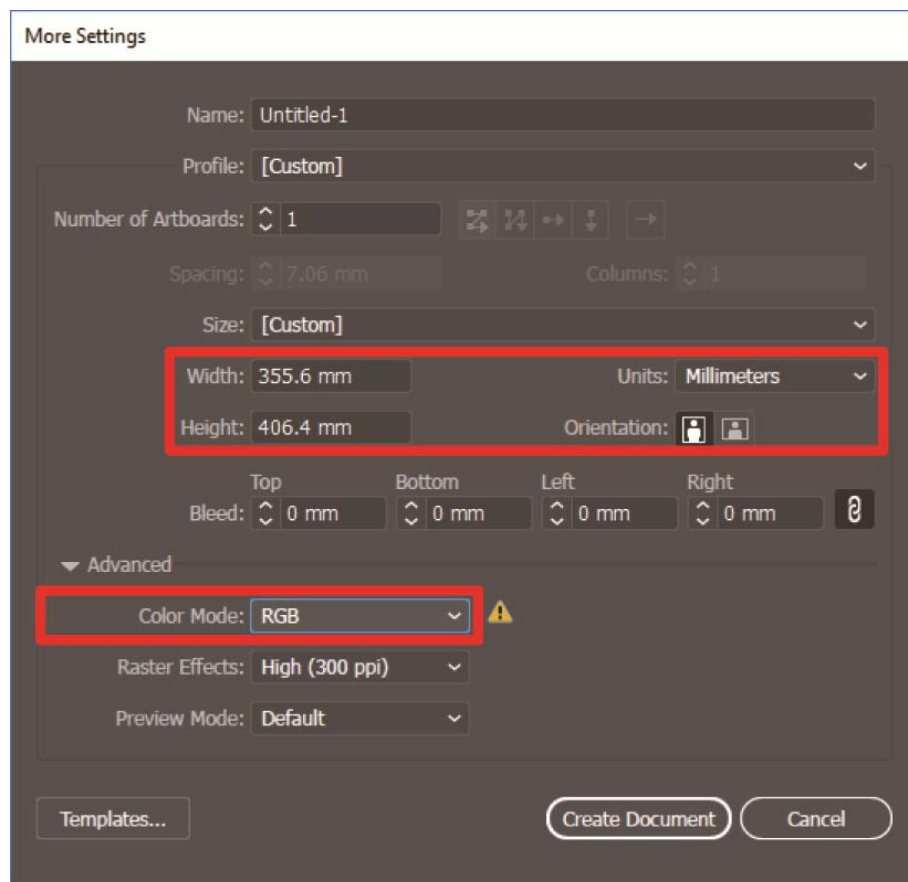 More Settings
Name: Untitled-1
Profile: [Custom]
Number of Artboards: 1
Spacing: 7.06 mm Columns: 1
Size: [Custom]
Width: 355.6 mm Units: Millimeters
Height: 406.4 mm Orientation:
Top Bottom Left Right
Bleed: 0 mm 0 mm 0 mm 0 mm
Advanced
Color Mode: RGB
Raster Effects: High (300 ppi)
Preview Mode: Default
Templates... Create Document Cancel